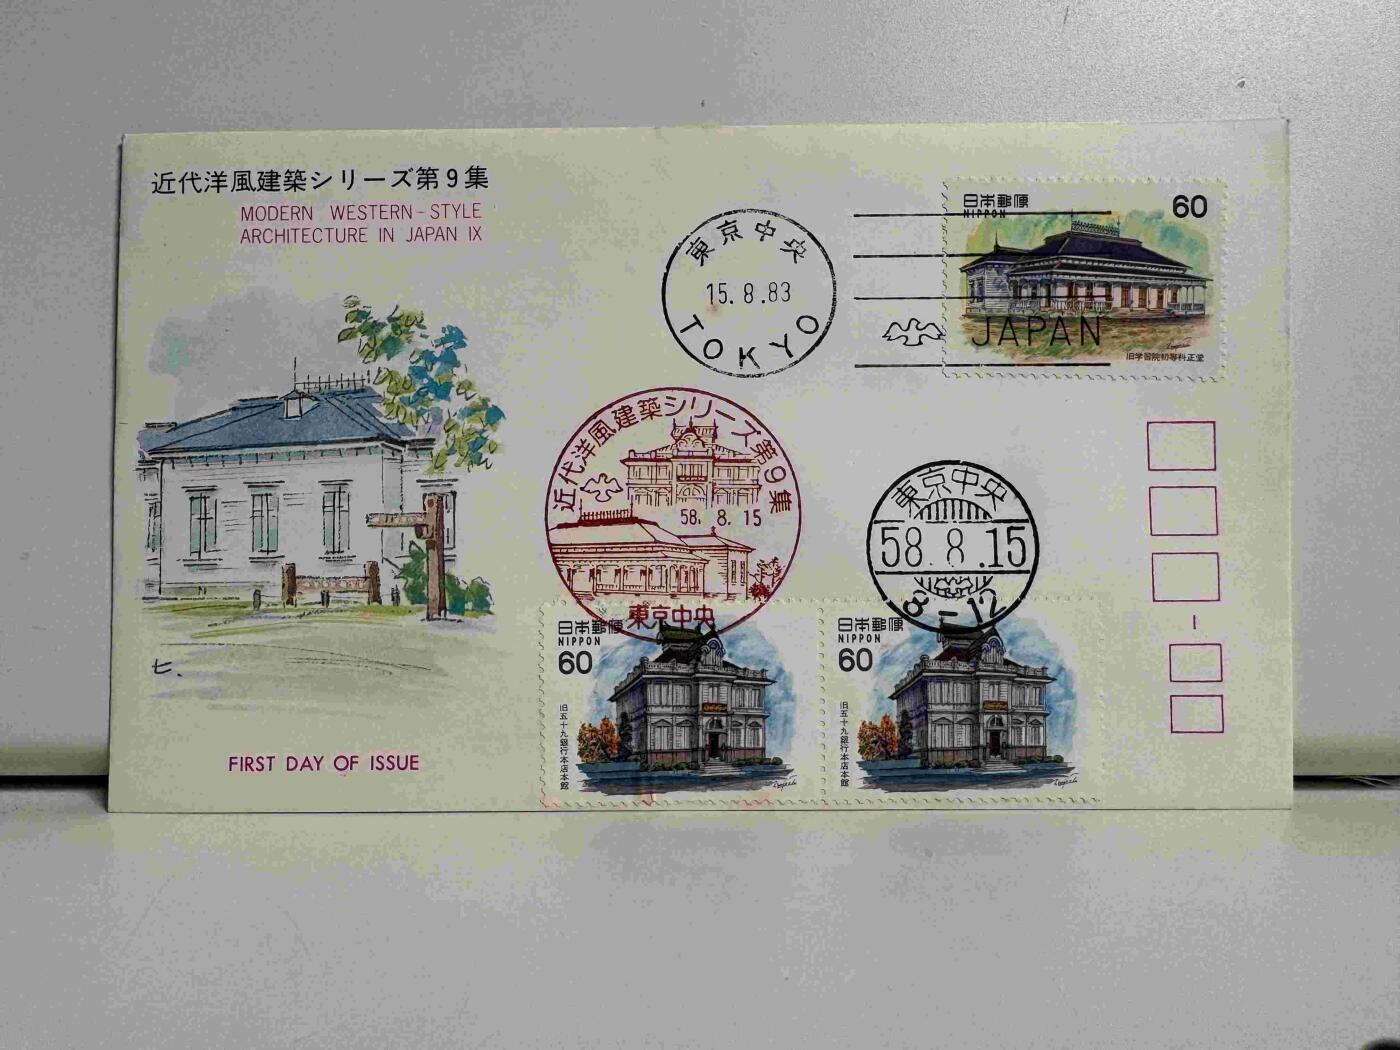 近代洋風建築シリーズ第9集
MODERN WESTERN-STYLE
ARCHITECTURE IN JAPAN IX
東京中央
15.8.83
TOKYO
日本郵便
NIPPON
60
JAPAN
旧学習院初等科正堂
近代洋風建築シリーズ第9集
58.8.15
東京中央
東京中央
58.8.15
8-12
日本郵便
NIPPON
60
旧五十九銀行本店本館
日本郵便
NIPPON
60
旧五十九銀行本店本館
ヒ.
FIRST DAY OF ISSUE